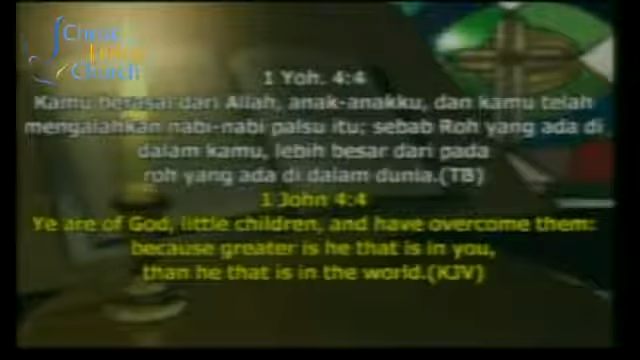 Christ
Church
1 Yoh. 4:4
Kamu berasal dari Allah, anak-anakku, dan kamu telah
mengalahkan nabi-nabi palsu itu; sebab Roh yang ada di
dalam kamu, lebih besar dari pada
roh yang ada di dalam dunia.(TB)
1 John 4:4
Ye are of God, little children, and have overcome them:
because greater is he that is in you,
than he that is in the world.(KJV)